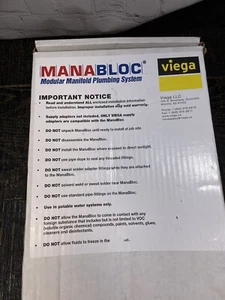 MANABLOC®
Modular Manifold Plumbing System
viega
Viega LLC
IMPORTANT NOTICE
• Read and understand ALL enclosed installation information
before installation. Improper installation may void warranty.
• Supply adapters not included. ONLY VIEGA supply
adapters are compatible with the ManaBloc.
• DO NOT unpack ManaBloc until ready to install at job site.
• DO NOT disassemble the ManaBloc.
• DO NOT install the ManaBloc where exposed to direct sunlight.
• DO NOT use pipe dope to seal any threaded fittings.
• DO NOT sweat solder adapter fittings while they are attached
to the ManaBloc.
• DO NOT solvent weld or sweat solder near ManaBloc.
• DO NOT use standard pipe fittings on the ManaBloc.
• Use in potable water systems only.
• DO NOT allow the ManaBloc to come in contact with any
foreign substance that includes but is not limited to VOC
(volatile organic chemical) compounds, paints, solvents, glues,
cleaners and disinfectants.
• DO NOT allow fluids to freeze in the